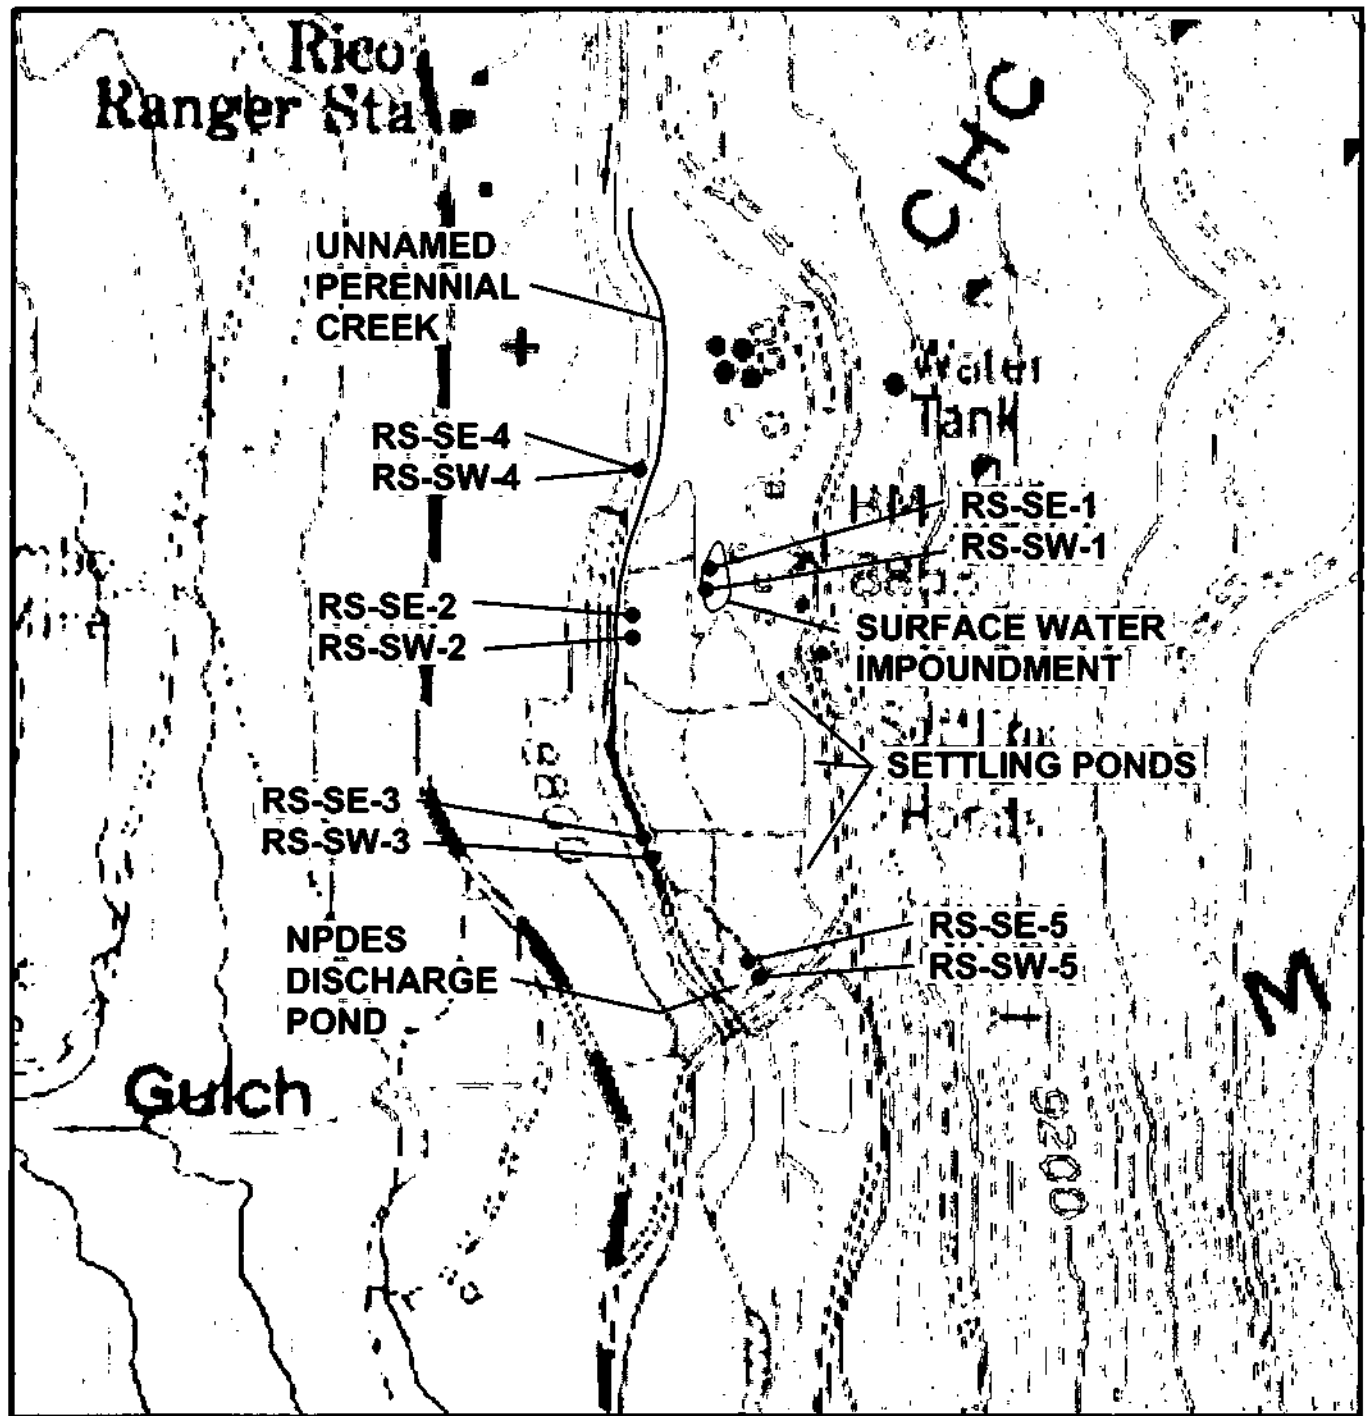 Rico
Ranger Sta
CHC
UNNAMED
PERENNIAL
CREEK
Water
Tank
RS-SE-4
RS-SW-4
RS-SE-1
RS-SW-1
RS-SE-2
RS-SW-2
SURFACE WATER
IMPOUNDMENT
SETTLING PONDS
8800
RS-SE-3
RS-SW-3
RS-SE-5
RS-SW-5
NPDES
DISCHARGE
POND
M
Gulch
9200